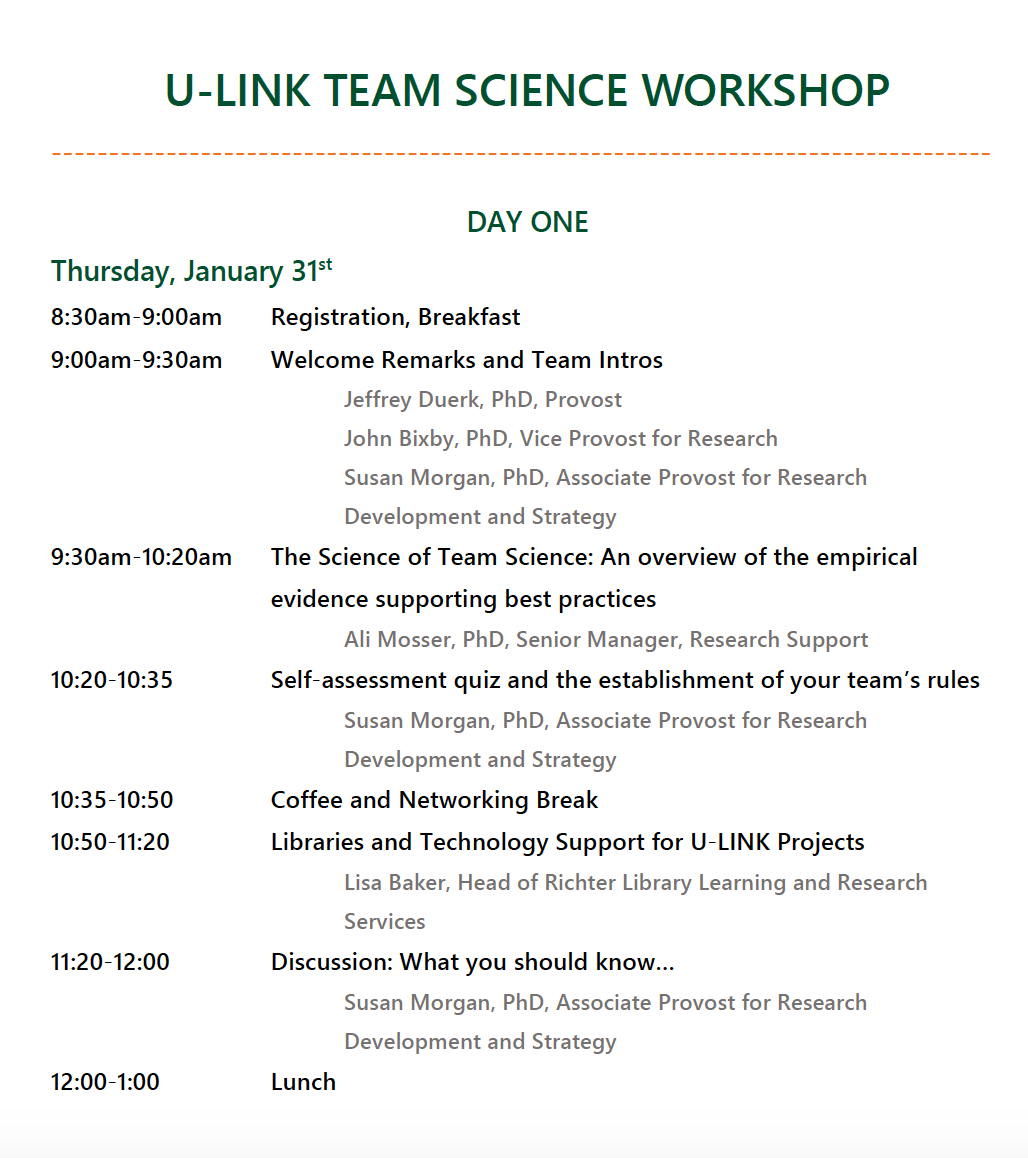 U-LINK TEAM SCIENCE WORKSHOP
DAY ONE
Thursday, January 31st
8:30am-9:00am Registration, Breakfast
9:00am-9:30am Welcome Remarks and Team Intros
Jeffrey Duerk, PhD, Provost
John Bixby, PhD, Vice Provost for Research
Susan Morgan, PhD, Associate Provost for Research
Development and Strategy
9:30am-10:20am The Science of Team Science: An overview of the empirical
evidence supporting best practices
Ali Mosser, PhD, Senior Manager, Research Support
10:20-10:35 Self-assessment quiz and the establishment of your team’s rules
Susan Morgan, PhD, Associate Provost for Research
Development and Strategy
10:35-10:50 Coffee and Networking Break
10:50-11:20 Libraries and Technology Support for U-LINK Projects
Lisa Baker, Head of Richter Library Learning and Research
Services
11:20-12:00 Discussion: What you should know…
Susan Morgan, PhD, Associate Provost for Research
Development and Strategy
12:00-1:00 Lunch